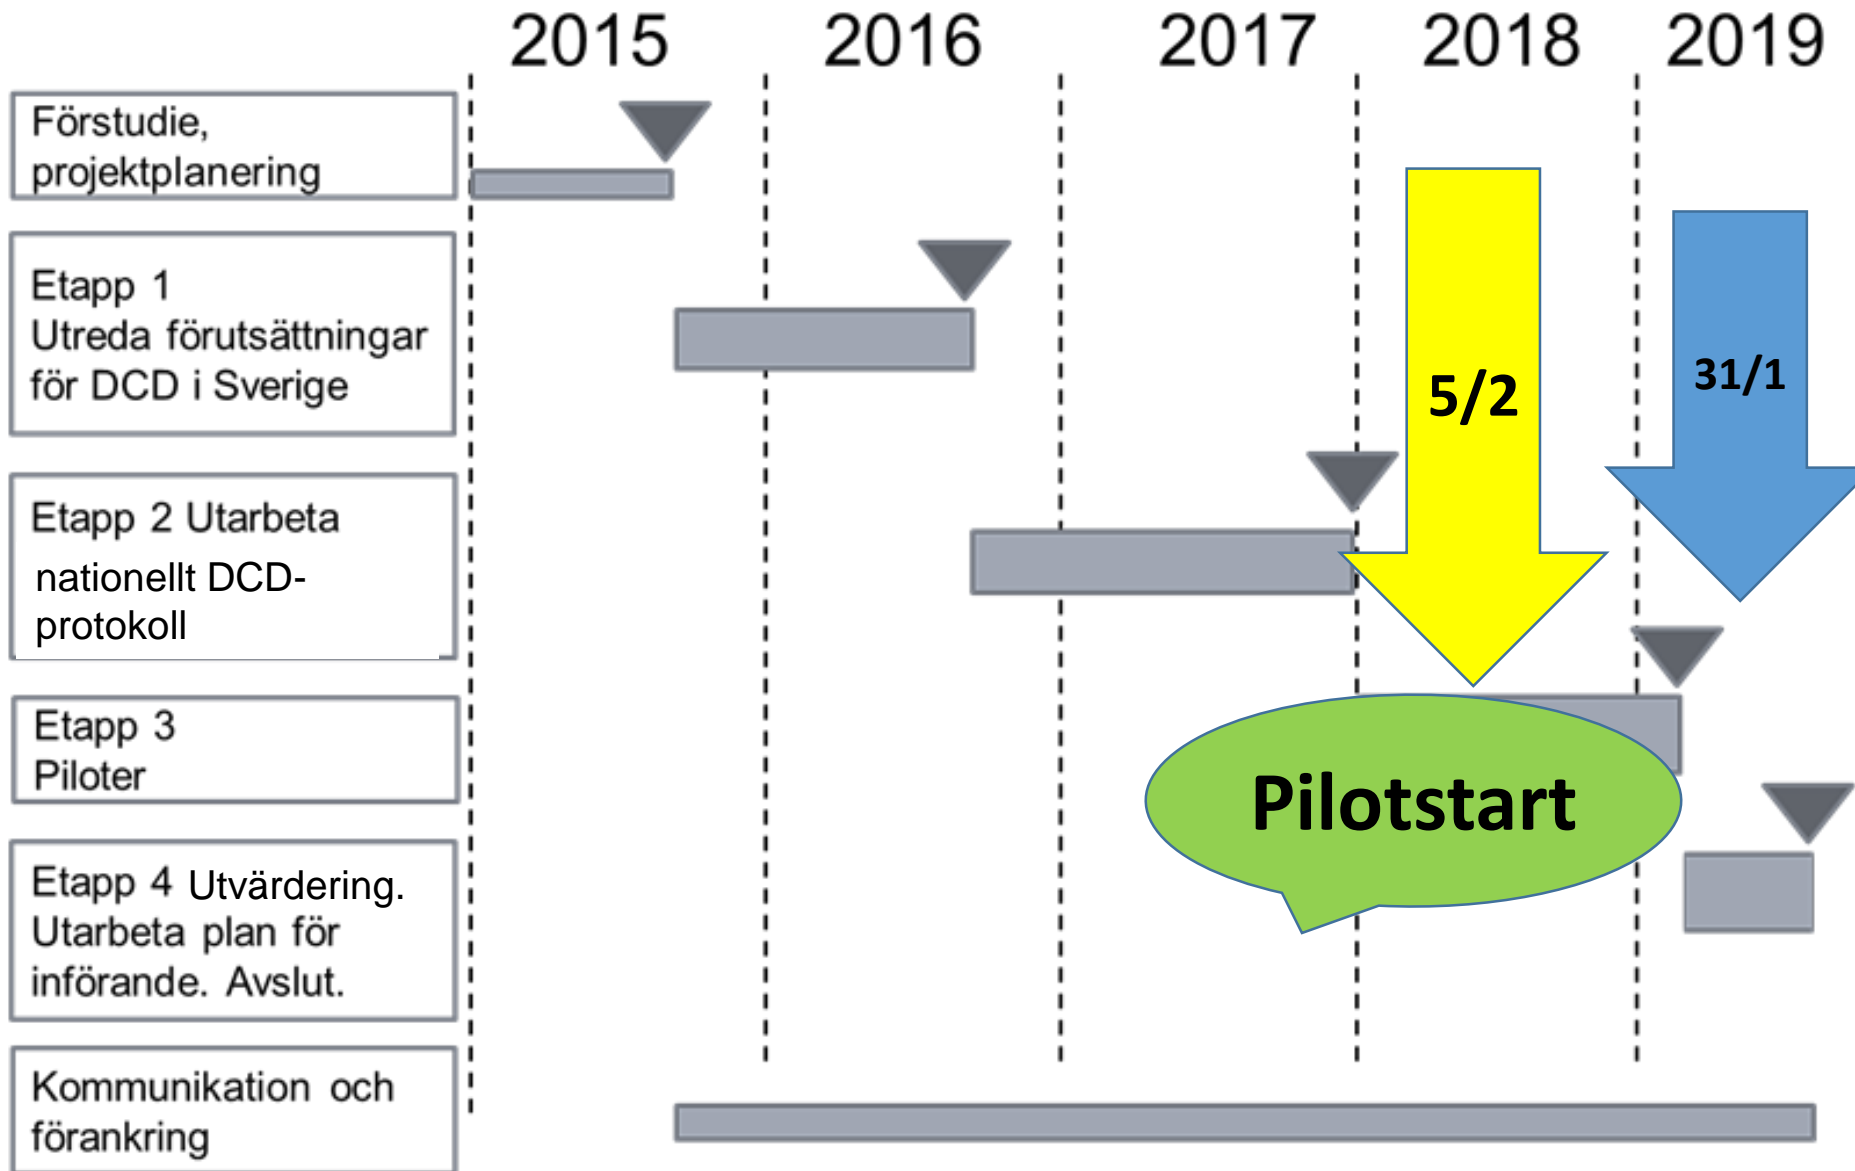 2015 2016 2017 2018 2019
Förstudie,
projektplanering
Etapp 1
Utreda förutsättningar
för DCD i Sverige
5/2
31/1
Etapp 2 Utarbeta
nationellt DCD-
protokoll
Etapp 3
Piloter
Pilotstart
Etapp 4 Utvärdering.
Utarbeta plan för
införande. Avslut.
Kommunikation och
förankring